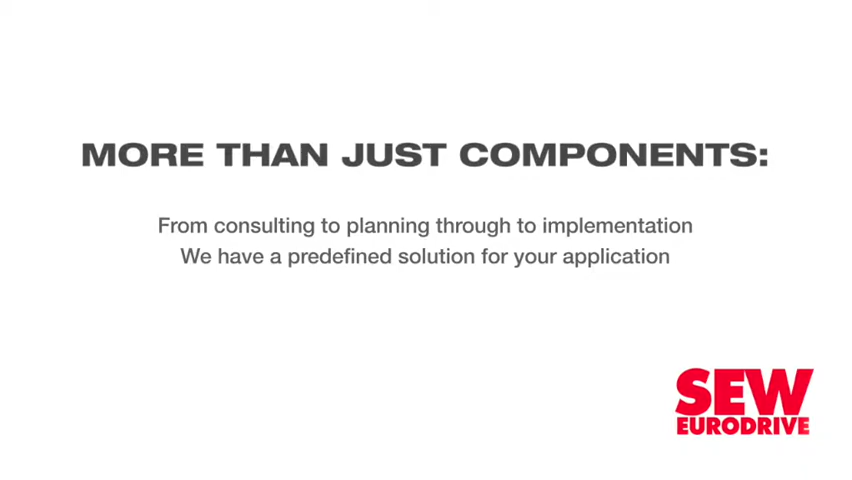 MORE THAN JUST COMPONENTS:
From consulting to planning through to implementation
We have a predefined solution for your application
SEW
EURODRIVE